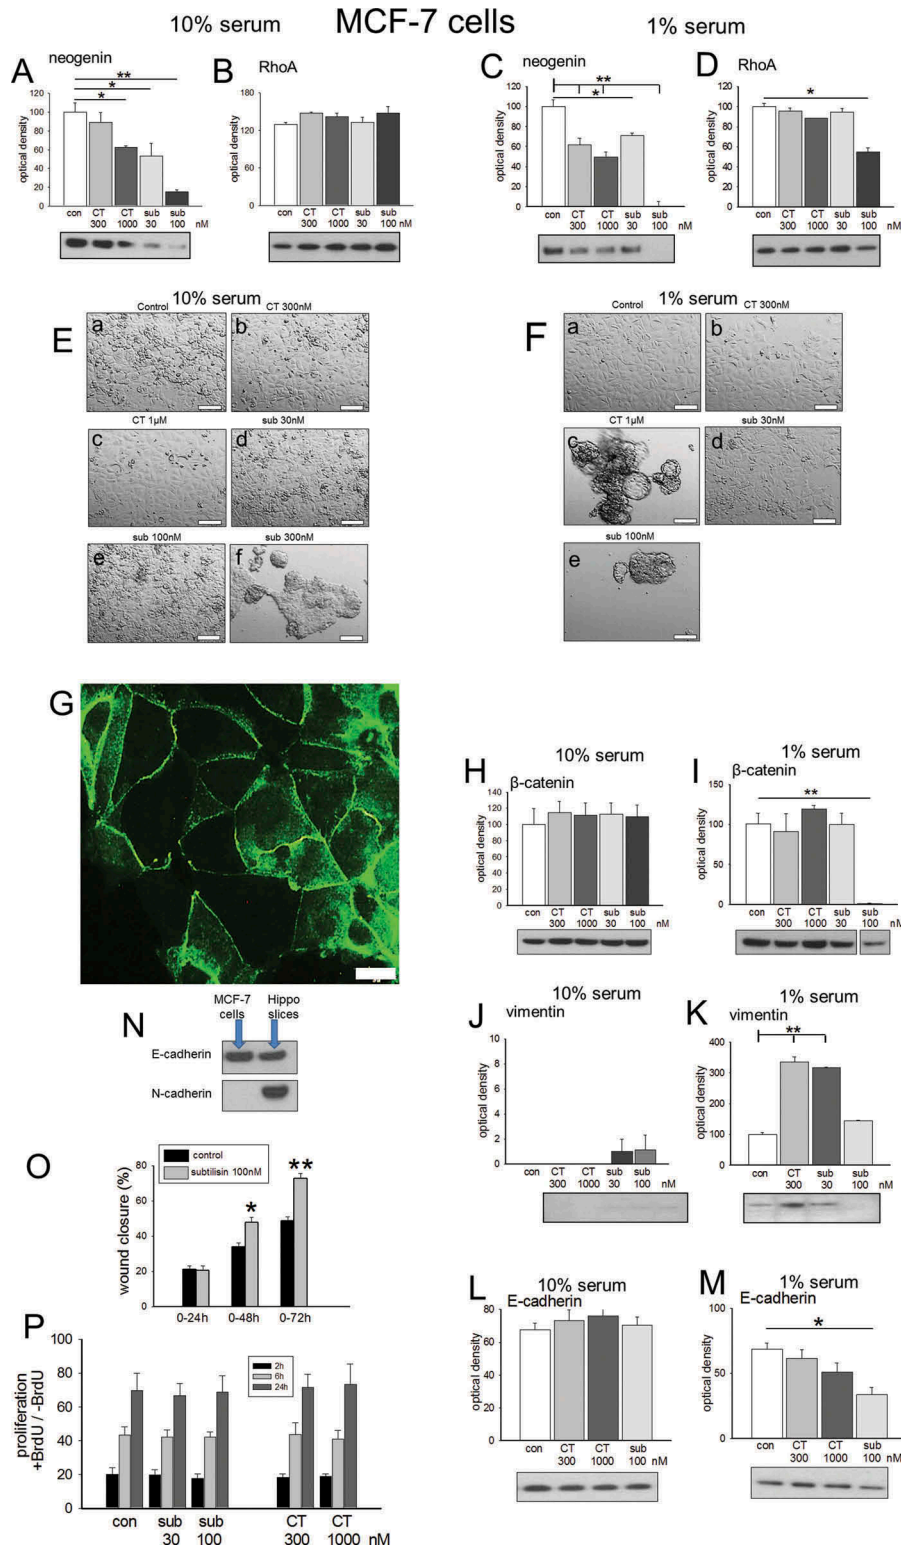 MCF-7 cells
10% serum
1% serum
A
neogenin
**
*
*
optical density
120
100
80
60
40
20
0
con
CT 300
CT 1000
sub 30
sub 100
nM
B
RhoA
optical density
180
120
60
0
con
CT 300
CT 1000
sub 30
sub 100
nM
C
neogenin
**
*
optical density
120
100
80
60
40
20
0
con
CT 300
CT 1000
sub 30
sub 100
nM
D
RhoA
*
optical density
120
100
80
60
40
20
0
con
CT 300
CT 1000
sub 30
sub 100
nM
10% serum
E
Control
CT 300nM
a
b
CT 1µM
sub 30nM
c
d
sub 100nM
sub 300nM
e
f
1% serum
F
Control
CT 300nM
a
b
CT 1µM
sub 30nM
c
d
sub 100nM
e
G
H
10% serum
β-catenin
optical density
140
120
100
80
60
40
20
0
con
CT 300
CT 1000
sub 30
sub 100
nM
I
1% serum
β-catenin
**
optical density
150
100
50
0
con
CT 300
CT 1000
sub 30
sub 100
nM
N
MCF-7 cells
Hippo slices
E-cadherin
N-cadherin
J
10% serum
vimentin
optical density
10
8
6
4
2
0
con
CT 300
CT 1000
sub 30
sub 100
nM
K
1% serum
vimentin
**
optical density
400
300
200
100
0
con
CT 300
sub 30
sub 100
nM
O
control
subtilisin 100nM
wound closure (%)
80
60
40
20
0
*
**
0-24h
0-48h
0-72h
L
10% serum
E-cadherin
optical density
80
60
40
20
0
con
CT 300
CT 1000
sub 100
nM
M
1% serum
E-cadherin
*
optical density
100
80
60
40
20
0
con
CT 300
CT 1000
sub 100
nM
P
2h
6h
24h
proliferation
+BrdU / -BrdU
100
80
60
40
20
0
con
sub 30
sub 100
CT 300
CT 1000
nM